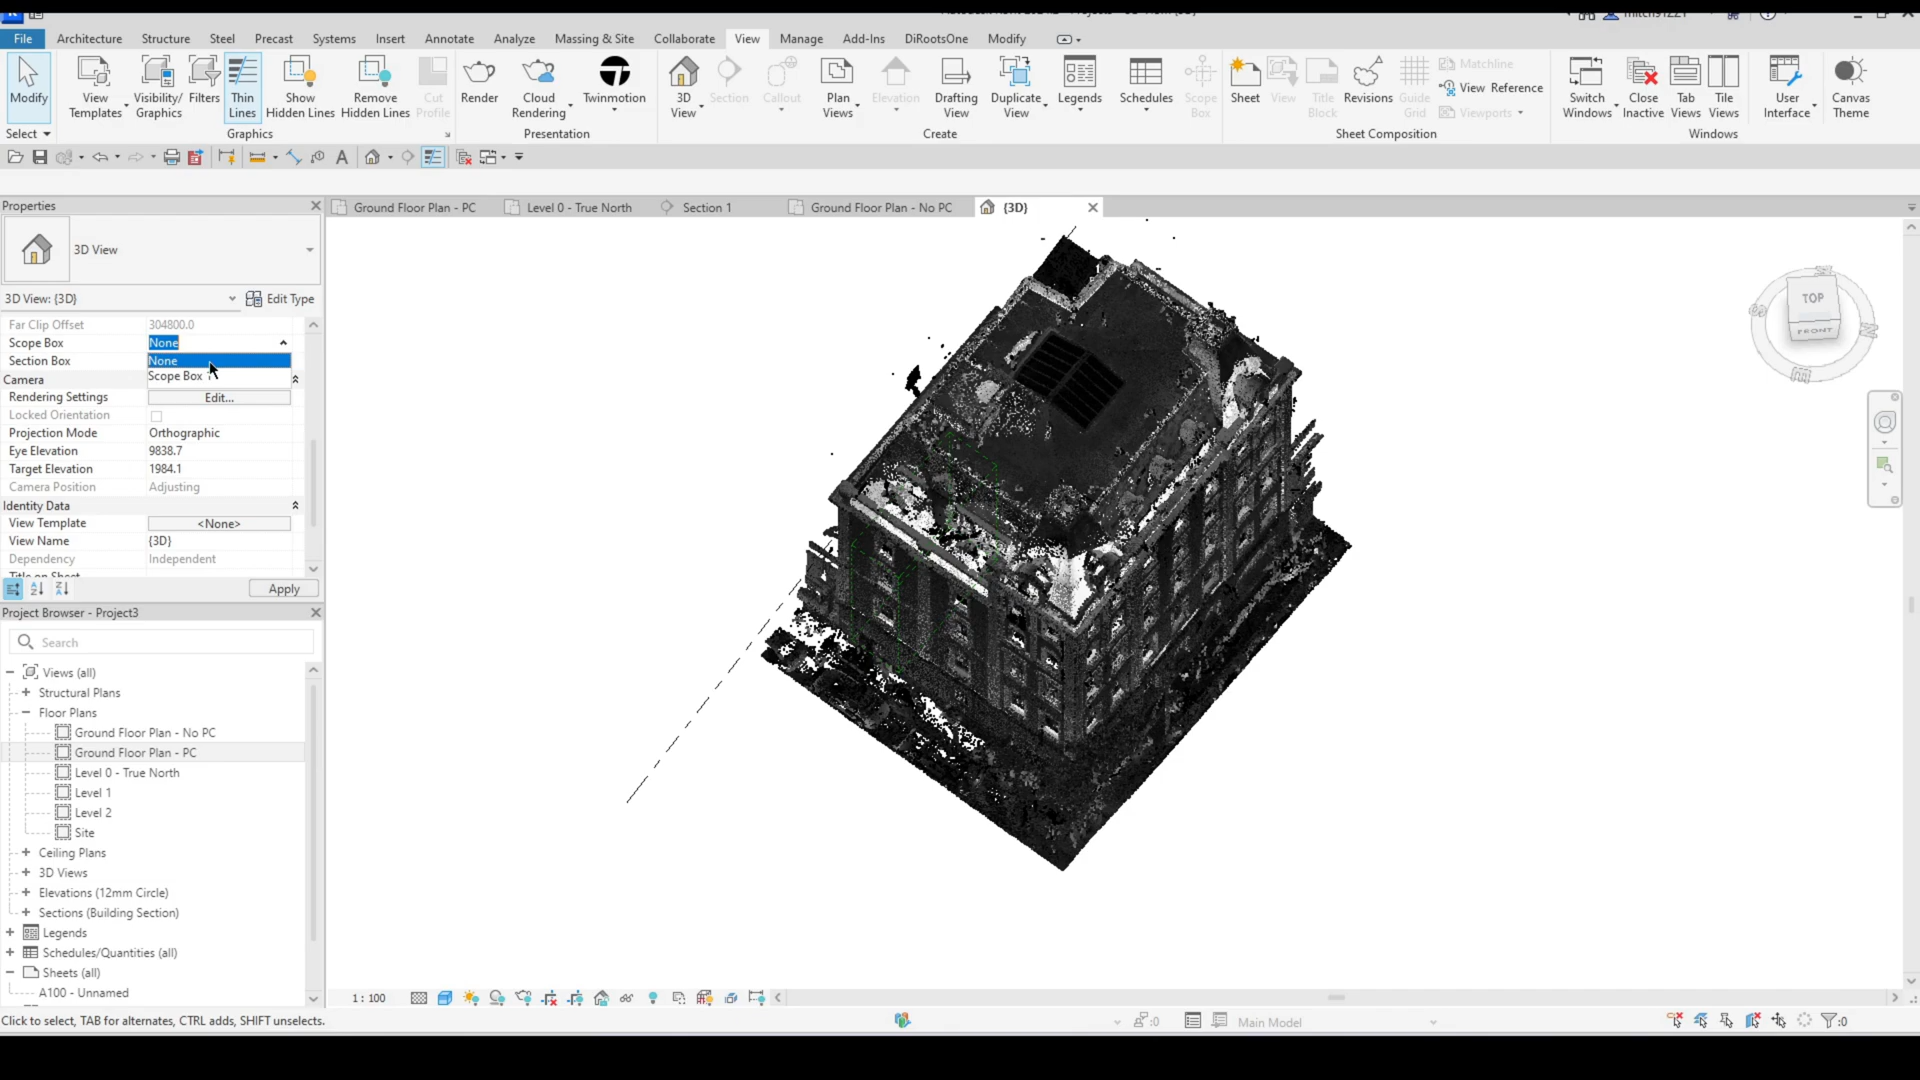 mitch91221
File Architecture Structure Steel Precast Systems Insert Annotate Analyze Massing & Site Collaborate View Manage Add-Ins DiRootsOne Modify
Modify
View Templates
Visibility/ Graphics
Filters
Thin Lines
Show Hidden Lines
Remove Hidden Lines
Cut Profile
Render
Cloud Rendering
Twinmotion
3D View
Section
Callout
Plan Views
Elevation
Drafting View
Duplicate View
Legends
Schedules
Scope Box
Sheet
View
Title Block
Revisions
Guide Grid
Matchline
View Reference
Viewports
Switch Windows
Close Inactive
Tab Views
Tile Views
User Interface
Canvas Theme
Select Graphics Presentation Create Sheet Composition Windows
Properties
Ground Floor Plan - PC Level 0 - True North Section 1 Ground Floor Plan - No PC {3D}
3D View
3D View: {3D} Edit Type
Far Clip Offset 304800.0
Scope Box None
Section Box None
Camera Scope Box
Rendering Settings Edit...
Locked Orientation
Projection Mode Orthographic
Eye Elevation 9838.7
Target Elevation 1984.1
Camera Position Adjusting
Identity Data
View Template <None>
View Name {3D}
Dependency Independent
Title on Sheet
Apply
Project Browser - Project3
Search
Views (all)
Structural Plans
Floor Plans
Ground Floor Plan - No PC
Ground Floor Plan - PC
Level 0 - True North
Level 1
Level 2
Site
Ceiling Plans
3D Views
Elevations (12mm Circle)
Sections (Building Section)
Legends
Schedules/Quantities (all)
Sheets (all)
A100 - Unnamed
TOP
FRONT
1 : 100
Click to select, TAB for alternates, CTRL adds, SHIFT unselects.
:0
Main Model
:0